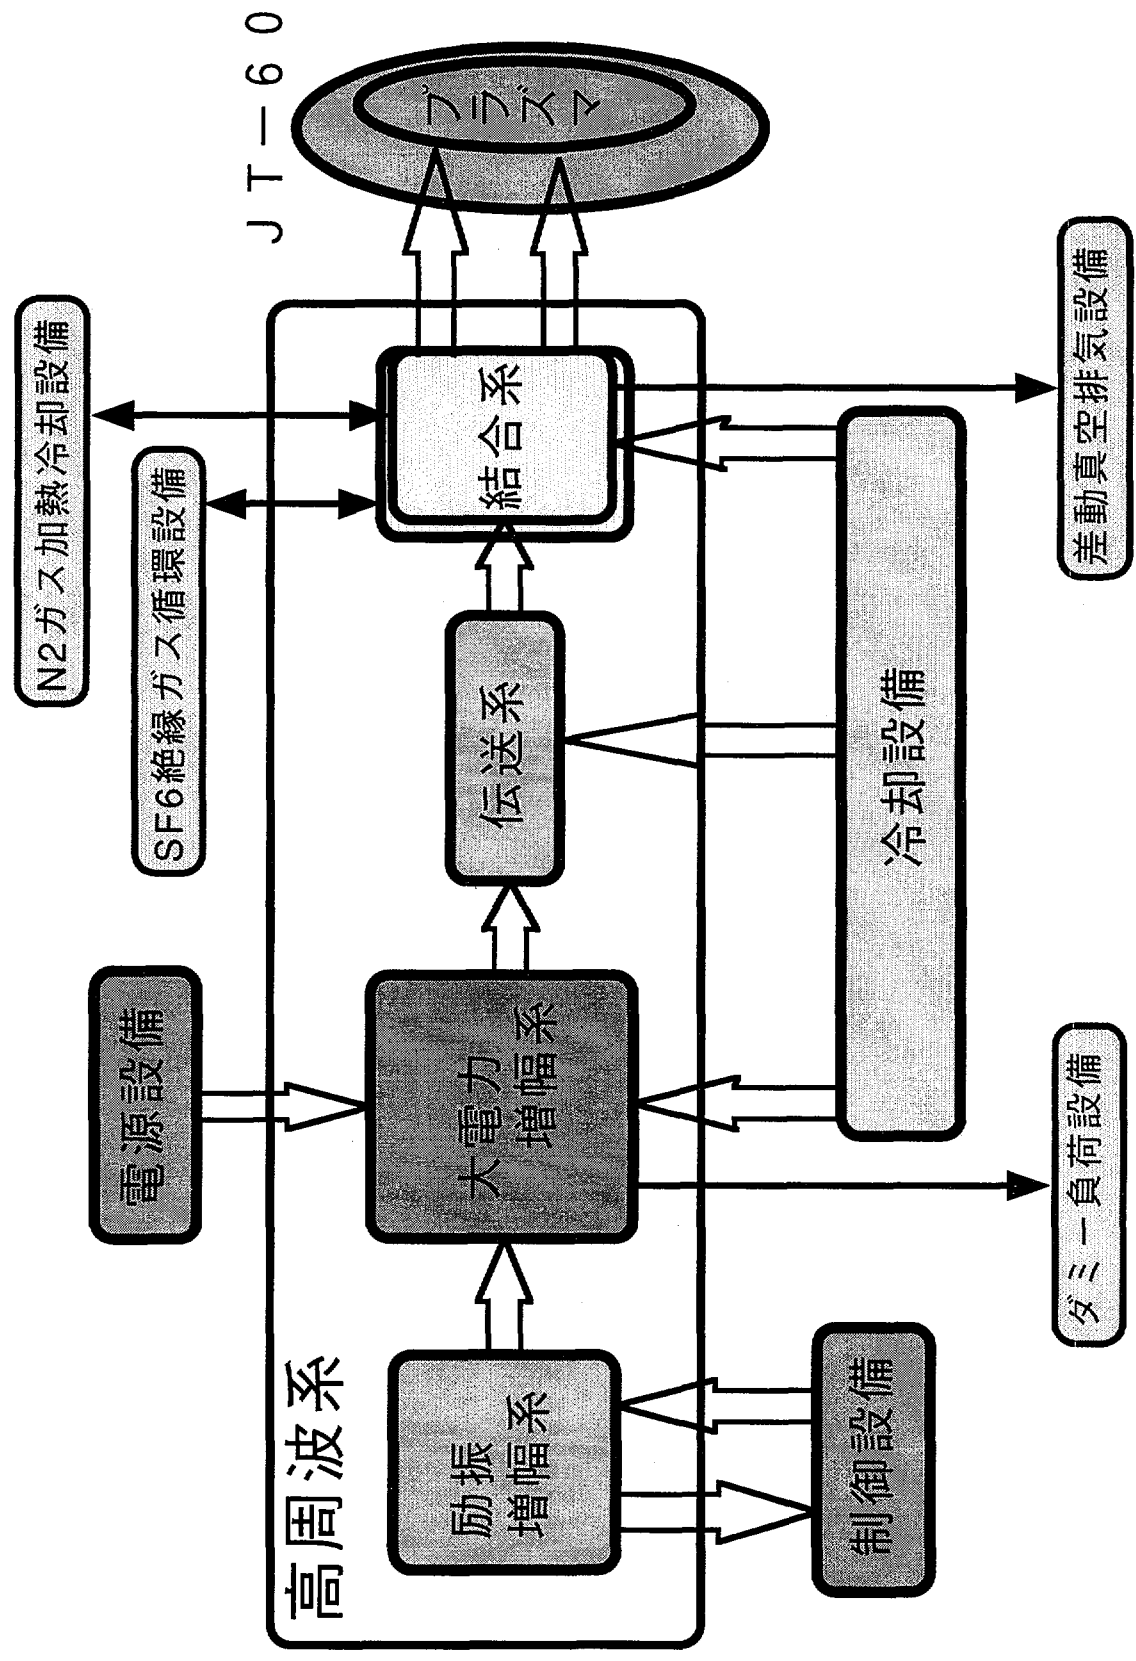 JT-60
プラズマ
N2ガス加熱冷却設備
SF6絶縁ガス循環設備
電源設備
高周波系
励振
増幅系
大電力
増幅系
伝送系
結合系
制御設備
冷却設備
ダミー負荷設備
差動真空排気設備